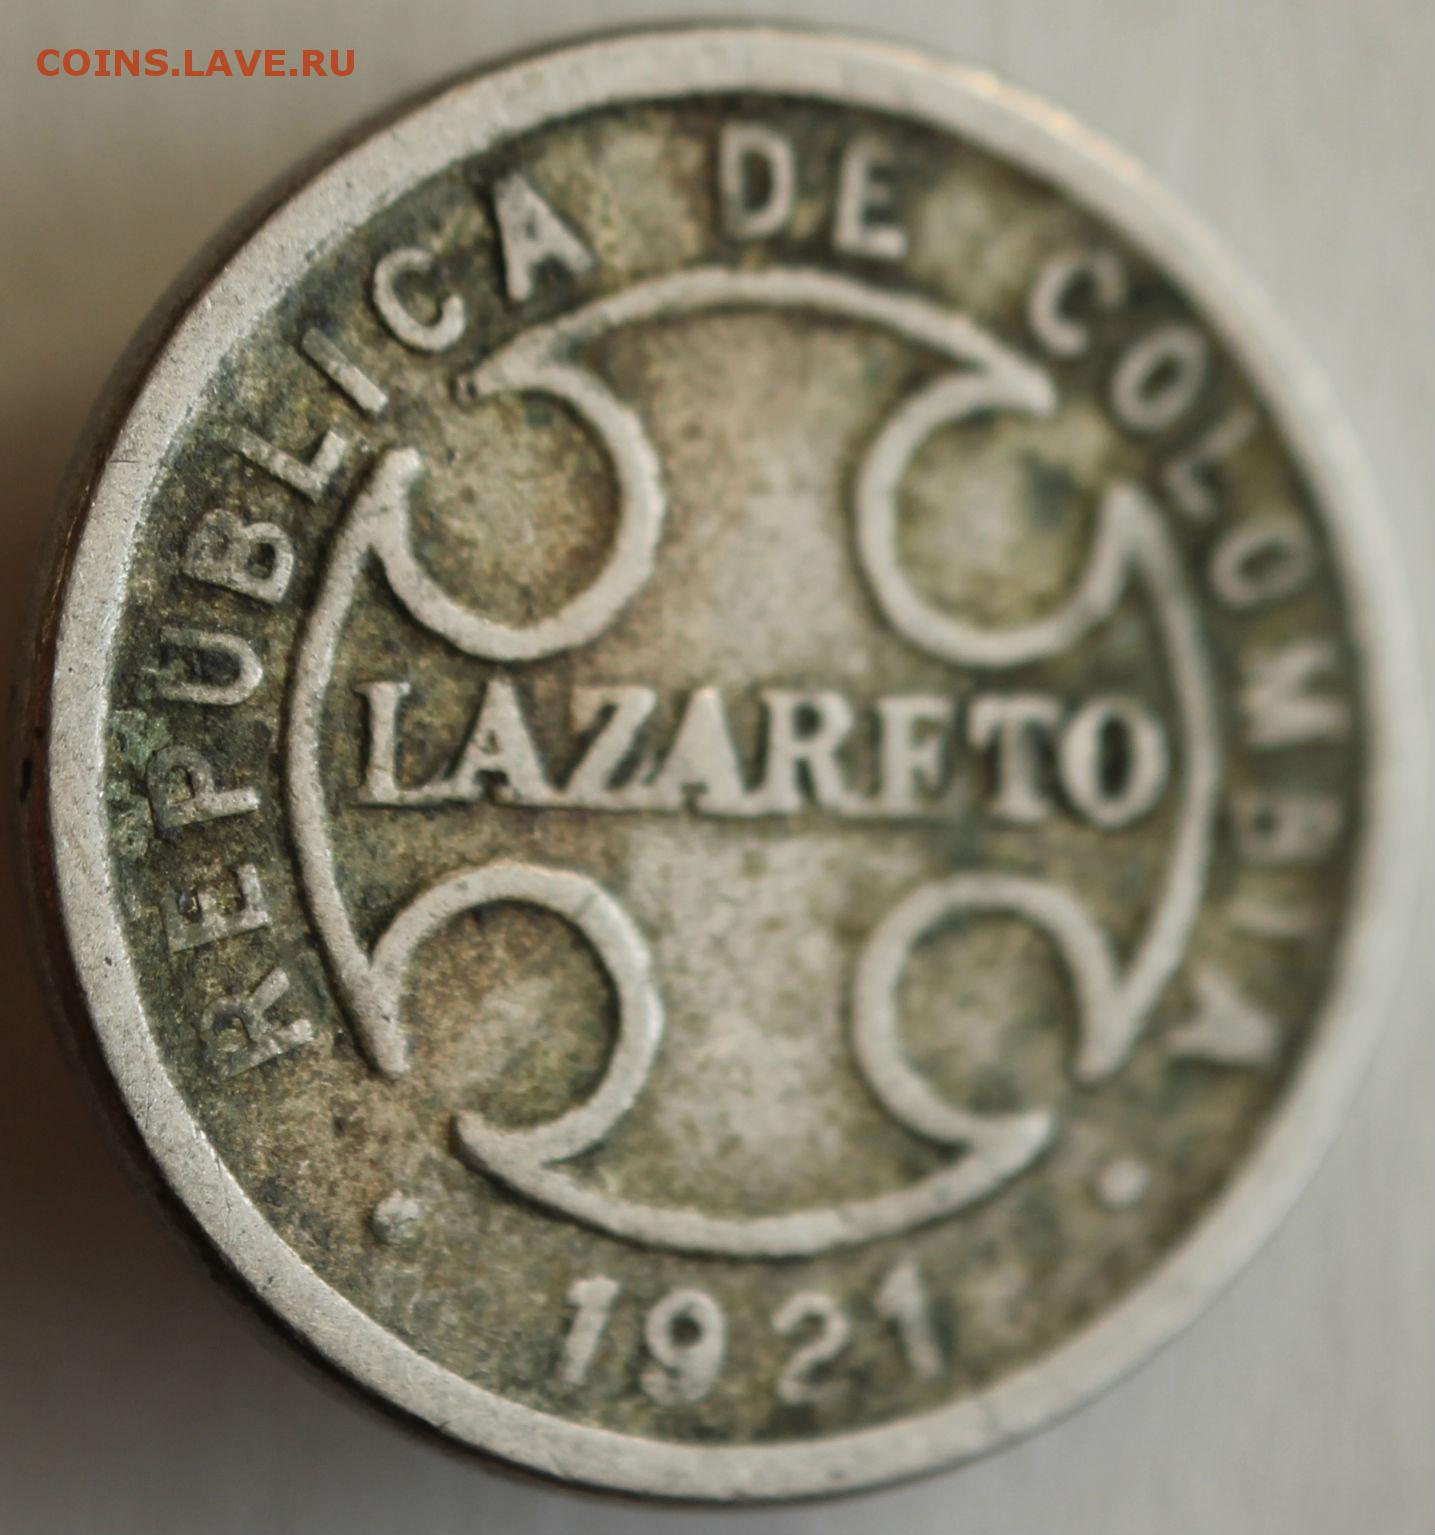 COINS.LAVE.RU
REPUBLICA DE COLOMBIA
LAZARETO
• 1921 •